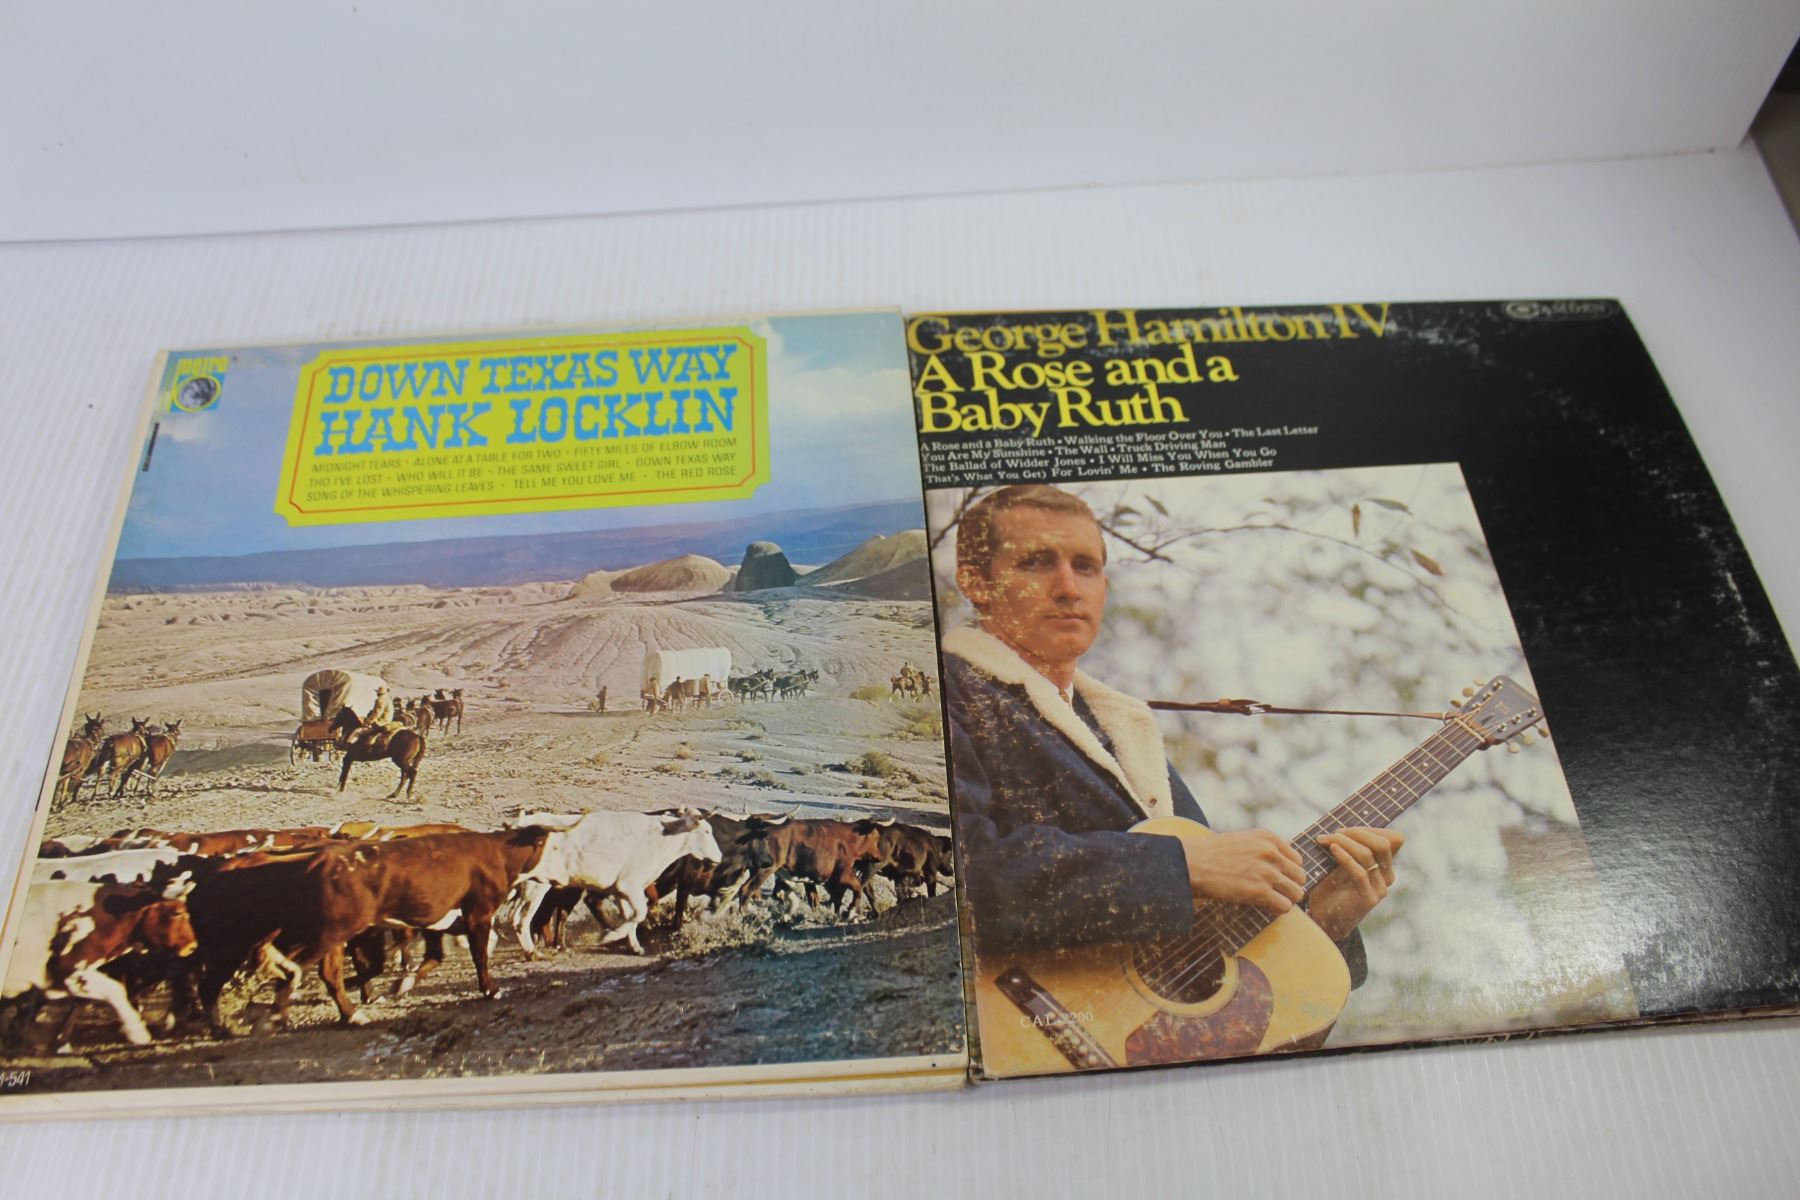 metro
DOWN TEXAS WAY
HANK LOCKLIN
MIDNIGHT TEARS · ALONE AT A TABLE FOR TWO · FIFTY MILES OF ELBOW ROOM
THO I'VE LOST · WHO WILL IT BE · THE SAME SWEET GIRL · DOWN TEXAS WAY
SONG OF THE WHISPERING LEAVES · TELL ME YOU LOVE ME · THE RED ROSE
-541
George Hamilton IV
A Rose and a
Baby Ruth
A Rose and a Baby Ruth • Walking the Floor Over You • The Last Letter
You Are My Sunshine • The Wall • Truck Driving Man
The Ballad of Widder Jones • I Will Miss You When You Go
That's What You Get) For Lovin' Me • The Roving Gambler
CAMDEN
CAL-2200